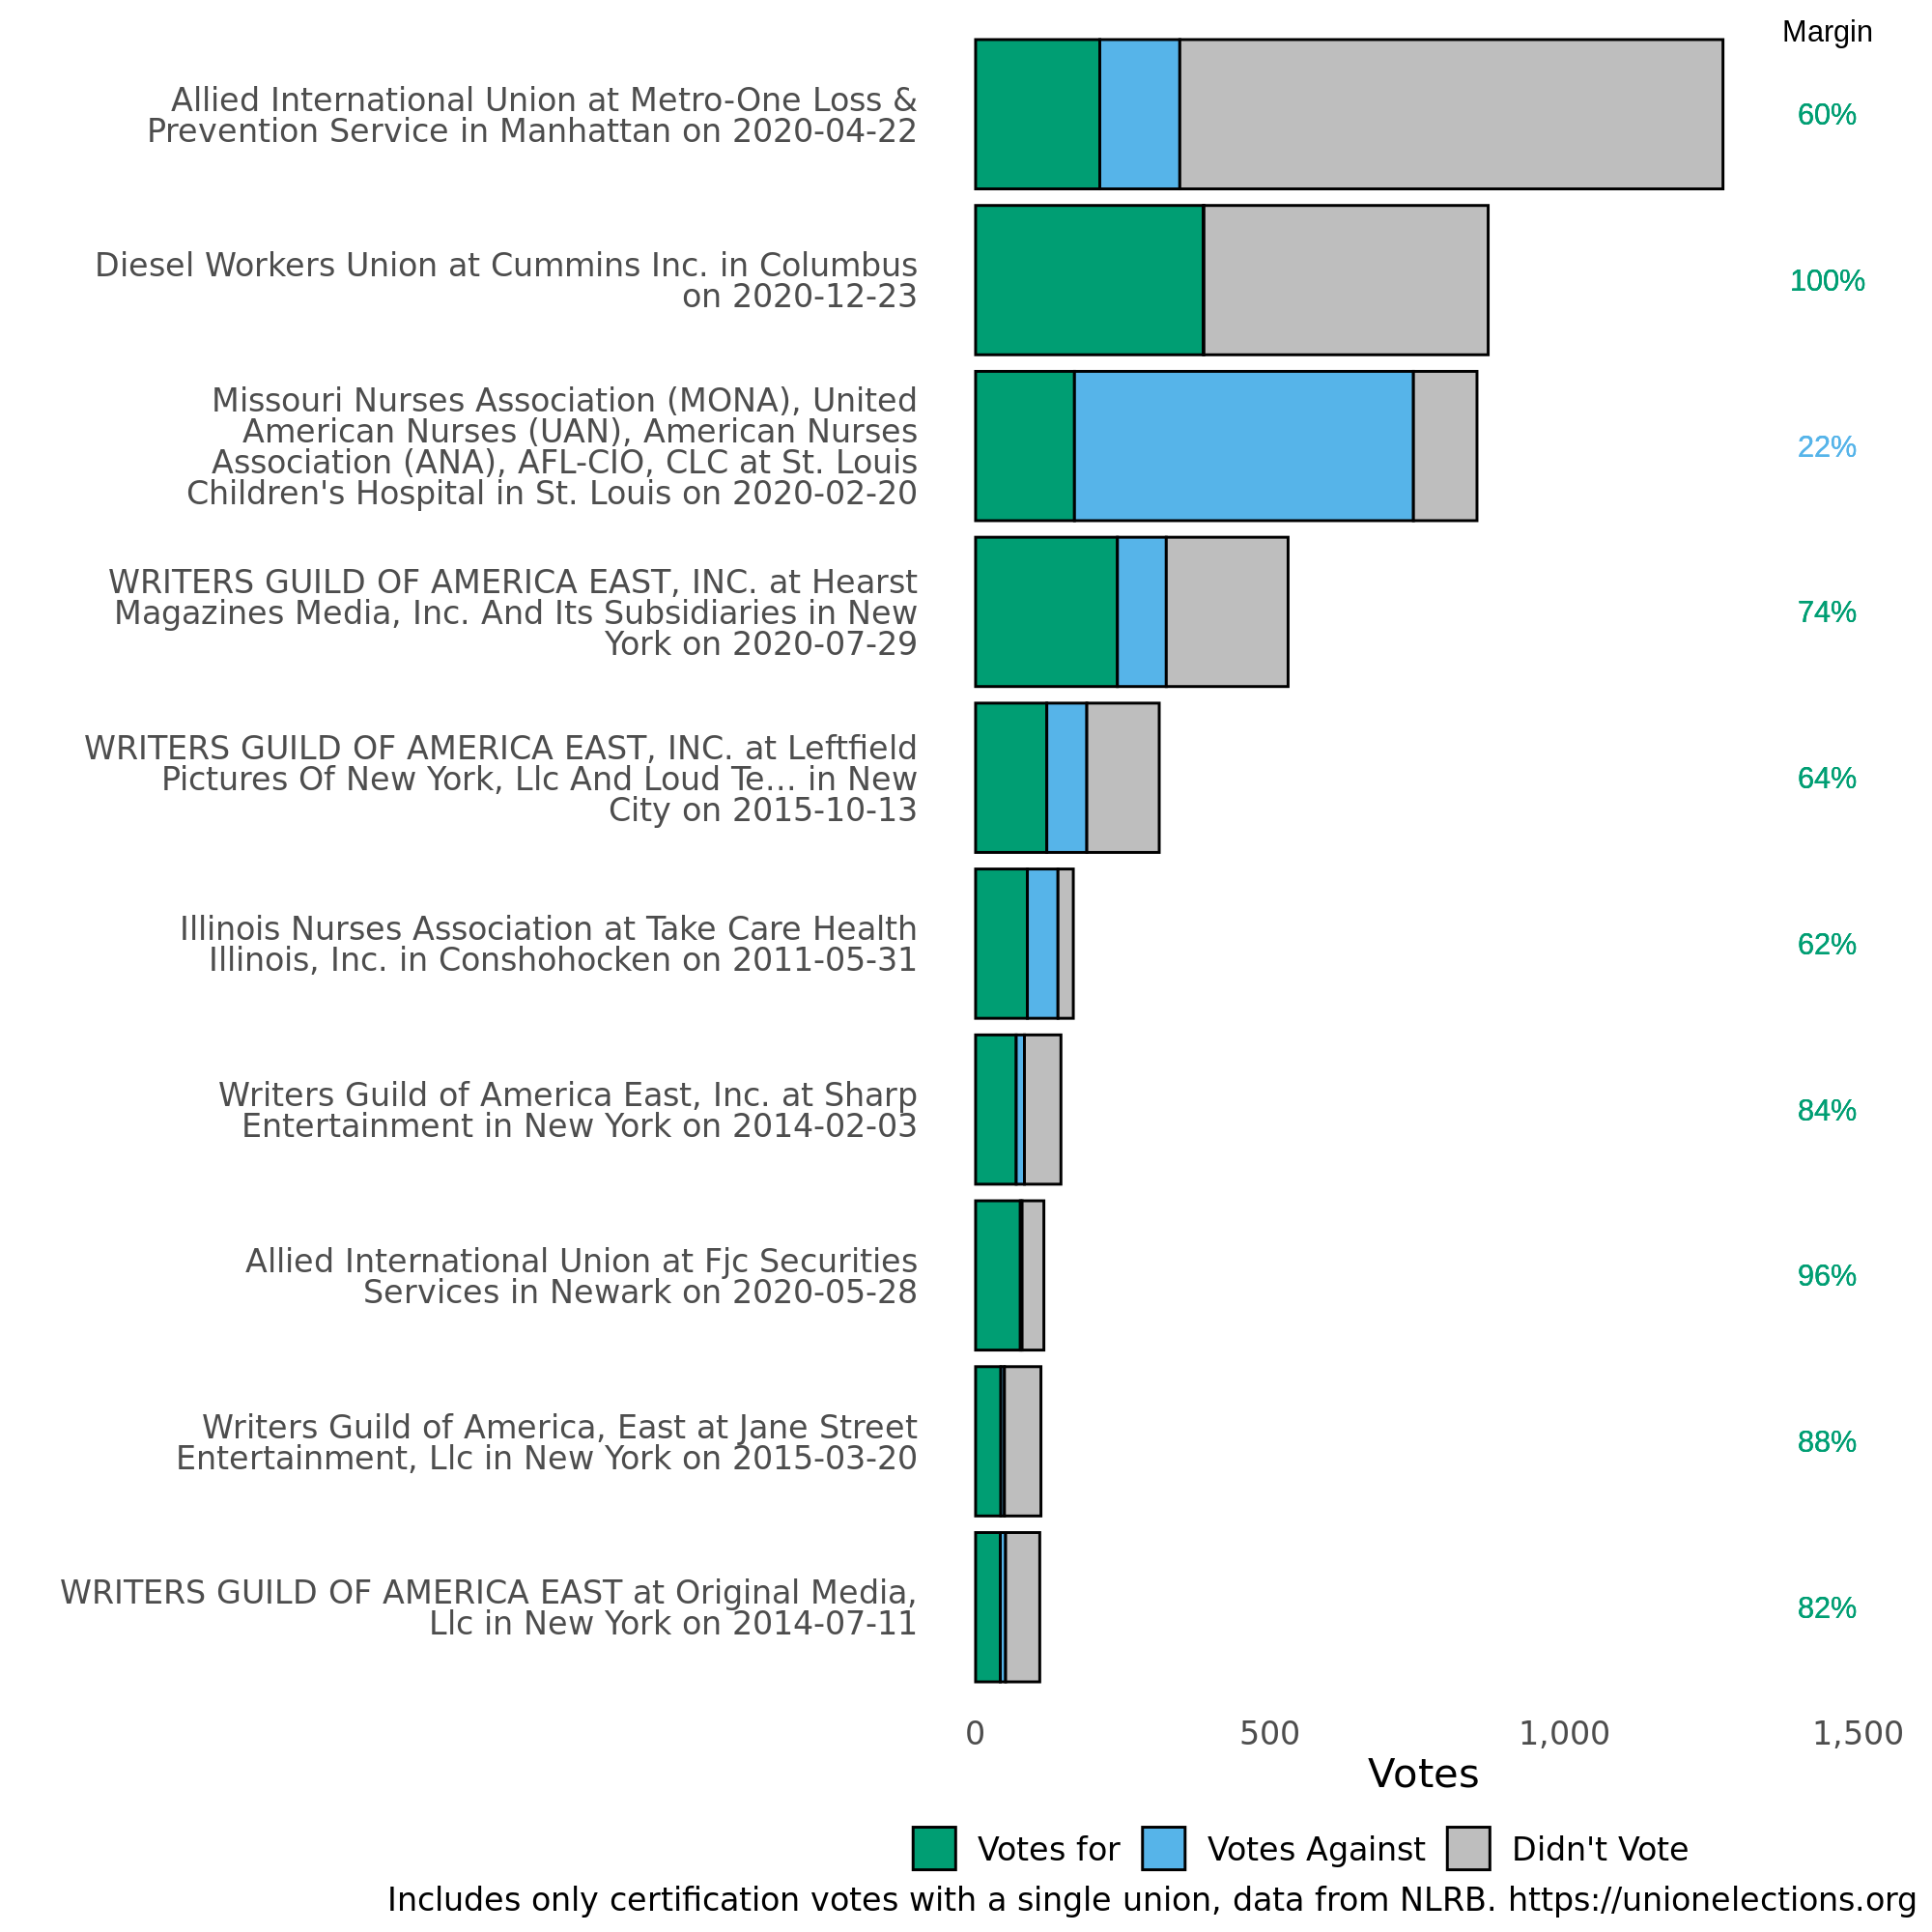 Margin
Allied International Union at Metro-One Loss &
Prevention Service in Manhattan on 2020-04-22
60%
Diesel Workers Union at Cummins Inc. in Columbus
on 2020-12-23
100%
Missouri Nurses Association (MONA), United
American Nurses (UAN), American Nurses
Association (ANA), AFL-CIO, CLC at St. Louis
Children's Hospital in St. Louis on 2020-02-20
22%
WRITERS GUILD OF AMERICA EAST, INC. at Hearst
Magazines Media, Inc. And Its Subsidiaries in New
York on 2020-07-29
74%
WRITERS GUILD OF AMERICA EAST, INC. at Leftfield
Pictures Of New York, Llc And Loud Te... in New
City on 2015-10-13
64%
Illinois Nurses Association at Take Care Health
Illinois, Inc. in Conshohocken on 2011-05-31
62%
Writers Guild of America East, Inc. at Sharp
Entertainment in New York on 2014-02-03
84%
Allied International Union at Fjc Securities
Services in Newark on 2020-05-28
96%
Writers Guild of America, East at Jane Street
Entertainment, Llc in New York on 2015-03-20
88%
WRITERS GUILD OF AMERICA EAST at Original Media,
Llc in New York on 2014-07-11
82%
0 500 1,000 1,500
Votes
Votes for Votes Against Didn't Vote
Includes only certification votes with a single union, data from NLRB. https://unionelections.org